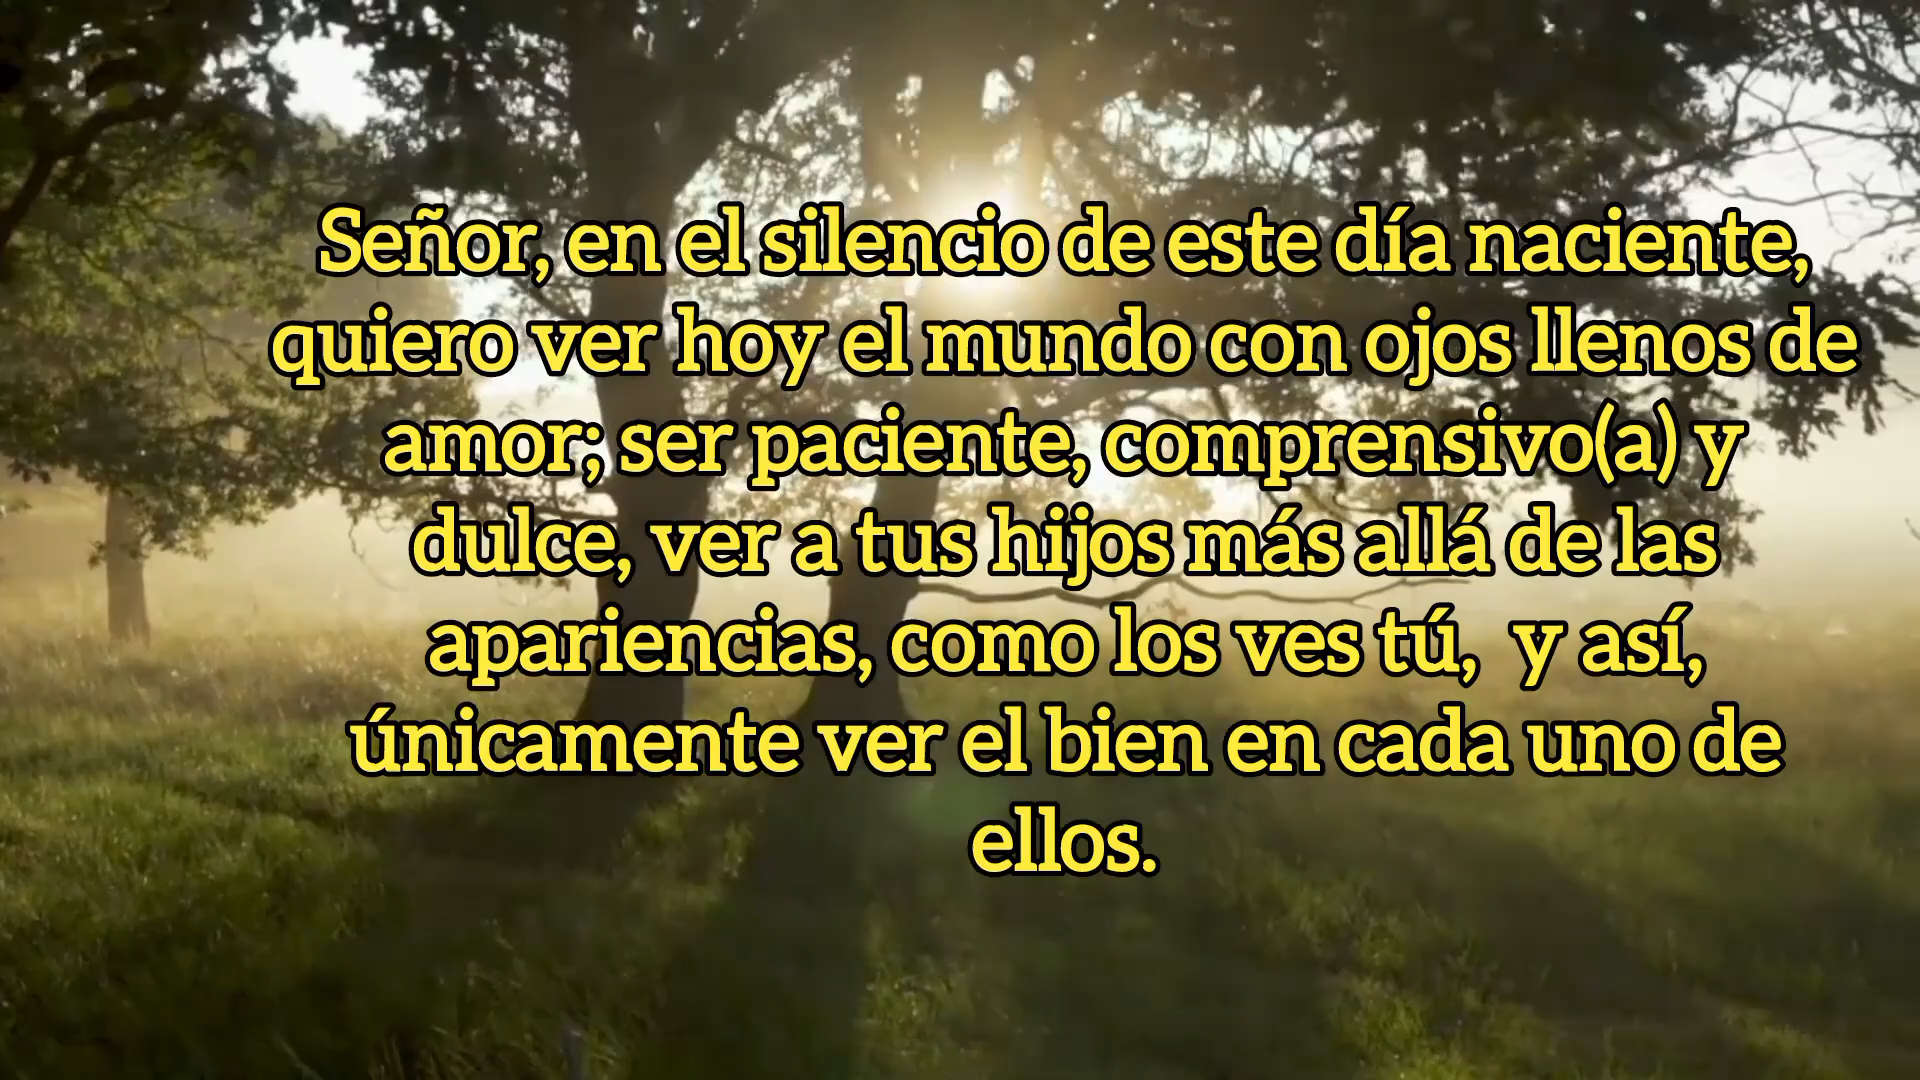 Señor, en el silencio de este día naciente,
quiero ver hoy el mundo con ojos llenos de
amor; ser paciente, comprensivo(a) y
dulce, ver a tus hijos más allá de las
apariencias, como los ves tú,  y así,
únicamente ver el bien en cada uno de
ellos.